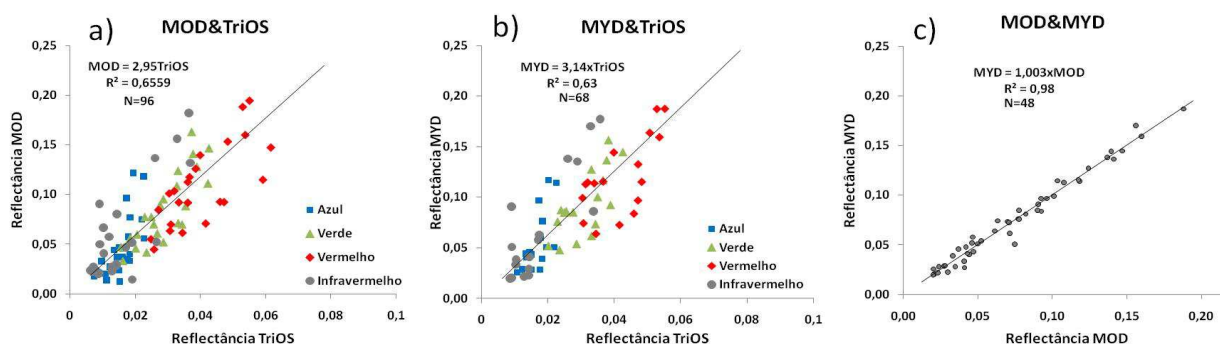 a)
MOD&TriOS
0,25
0,20
0,15
0,10
0,05
0,00
Reflectância MOD
MOD = 2,95TriOS
R² = 0,6559
N=96
Azul
Verde
Vermelho
Infravermelho
0 0,02 0,04 0,06 0,08 0,1
Reflectância TriOS
b)
MYD&TriOS
0,25
0,20
0,15
0,10
0,05
0,00
Reflectância MYD
MYD = 3,14xTriOS
R² = 0,63
N=68
Azul
Verde
Vermelho
Infravermelho
0 0,02 0,04 0,06 0,08 0,1
Reflectância TriOS
c)
MOD&MYD
0,25
0,20
0,15
0,10
0,05
0,00
Reflectância MYD
MYD = 1,003xMOD
R² = 0,98
N=48
0,00 0,05 0,10 0,15 0,20
Reflectância MOD